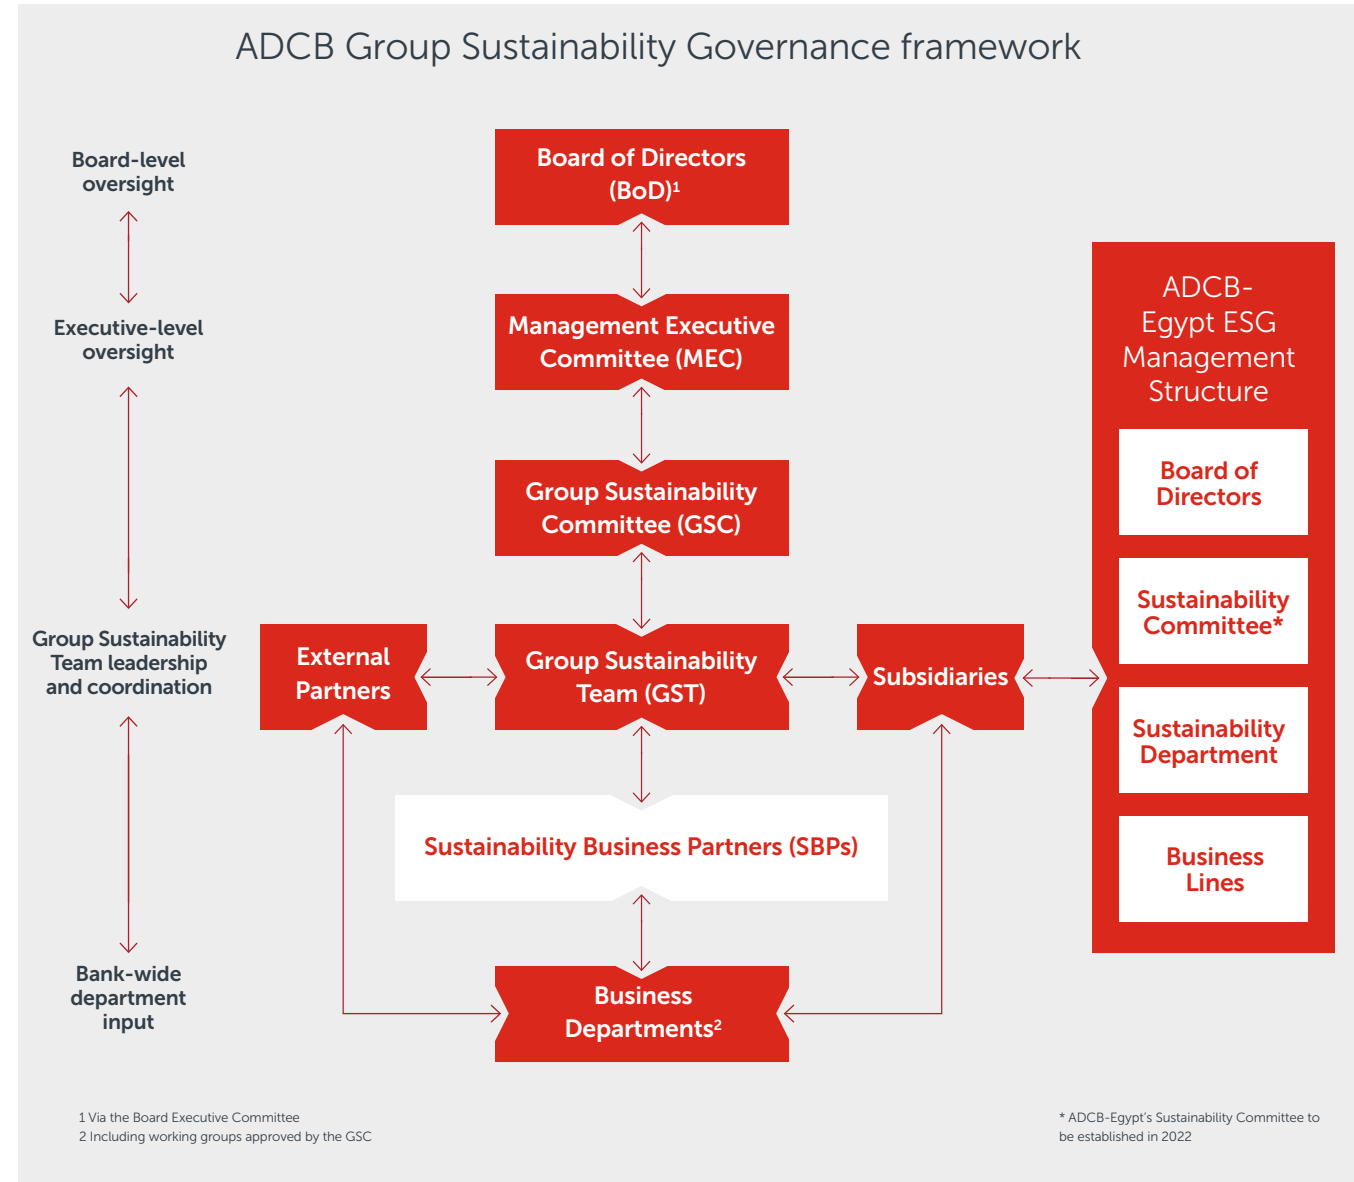 ADCB Group Sustainability Governance framework
Board-level
oversight
Executive-level
oversight
Group Sustainability
Team leadership
and coordination
Bank-wide
department
input
Board of Directors
(BoD)¹
Management Executive
Committee (MEC)
Group Sustainability
Committee (GSC)
External
Partners
Group Sustainability
Team (GST)
Subsidiaries
Sustainability Business Partners (SBPs)
Business
Departments²
ADCB-
Egypt ESG
Management
Structure
Board of
Directors
Sustainability
Committee*
Sustainability
Department
Business
Lines
1 Via the Board Executive Committee
2 Including working groups approved by the GSC
* ADCB-Egypt's Sustainability Committee to
be established in 2022